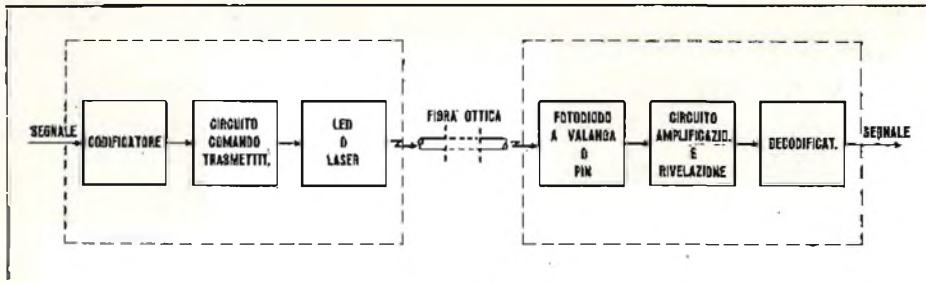 SEGNALE
CODIFICATORE
CIRCUITO
COMANDO
TRASMETTIT.
LED
O
LASER
FIBRA OTTICA
FOTODIODO
A VALANGA
O
PIN
CIRCUITO
AMPLIFICAZIO.
E
RIVELAZIONE
DECODIFICAT.
SEGNALE